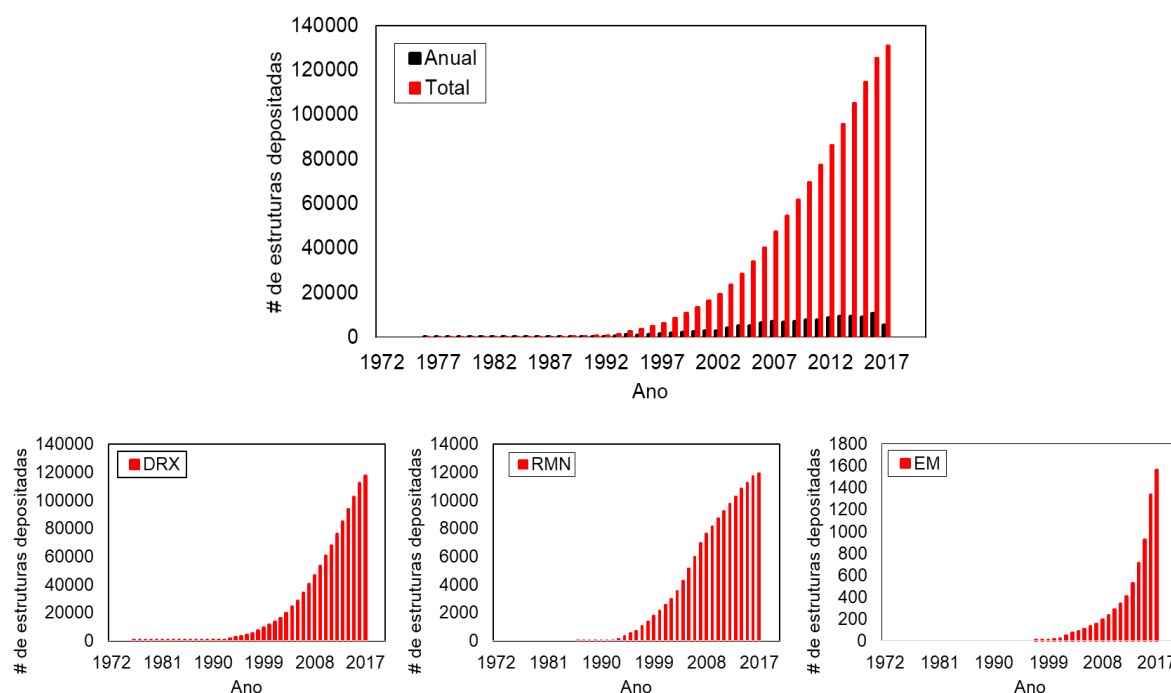 # de estruturas depositadas
140000
120000
100000
80000
60000
40000
20000
0
Anual
Total
1972 1977 1982 1987 1992 1997 2002 2007 2012 2017
Ano
# de estruturas depositadas
140000
120000
100000
80000
60000
40000
20000
0
DRX
1972 1981 1990 1999 2008 2017
Ano
# de estruturas depositadas
14000
12000
10000
8000
6000
4000
2000
0
RMN
1972 1981 1990 1999 2008 2017
Ano
# de estruturas depositadas
1800
1600
1400
1200
1000
800
600
400
200
0
EM
1972 1981 1990 1999 2008 2017
Ano